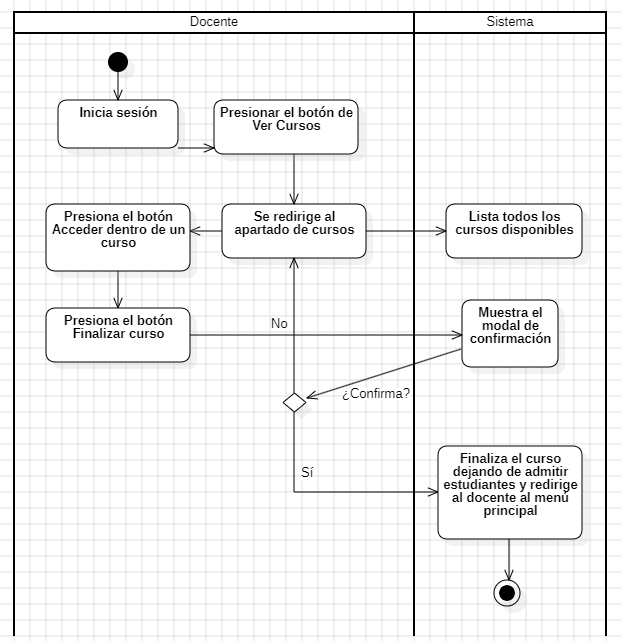 Docente
Sistema
Inicia sesión
Presionar el botón de
Ver Cursos
Presiona el botón
Acceder dentro de un
curso
Se redirige al
apartado de cursos
Lista todos los
cursos disponibles
Presiona el botón
Finalizar curso
No
Muestra el
modal de
confirmación
¿Confirma?
Sí
Finaliza el curso
dejando de admitir
estudiantes y redirige
al docente al menú
principal